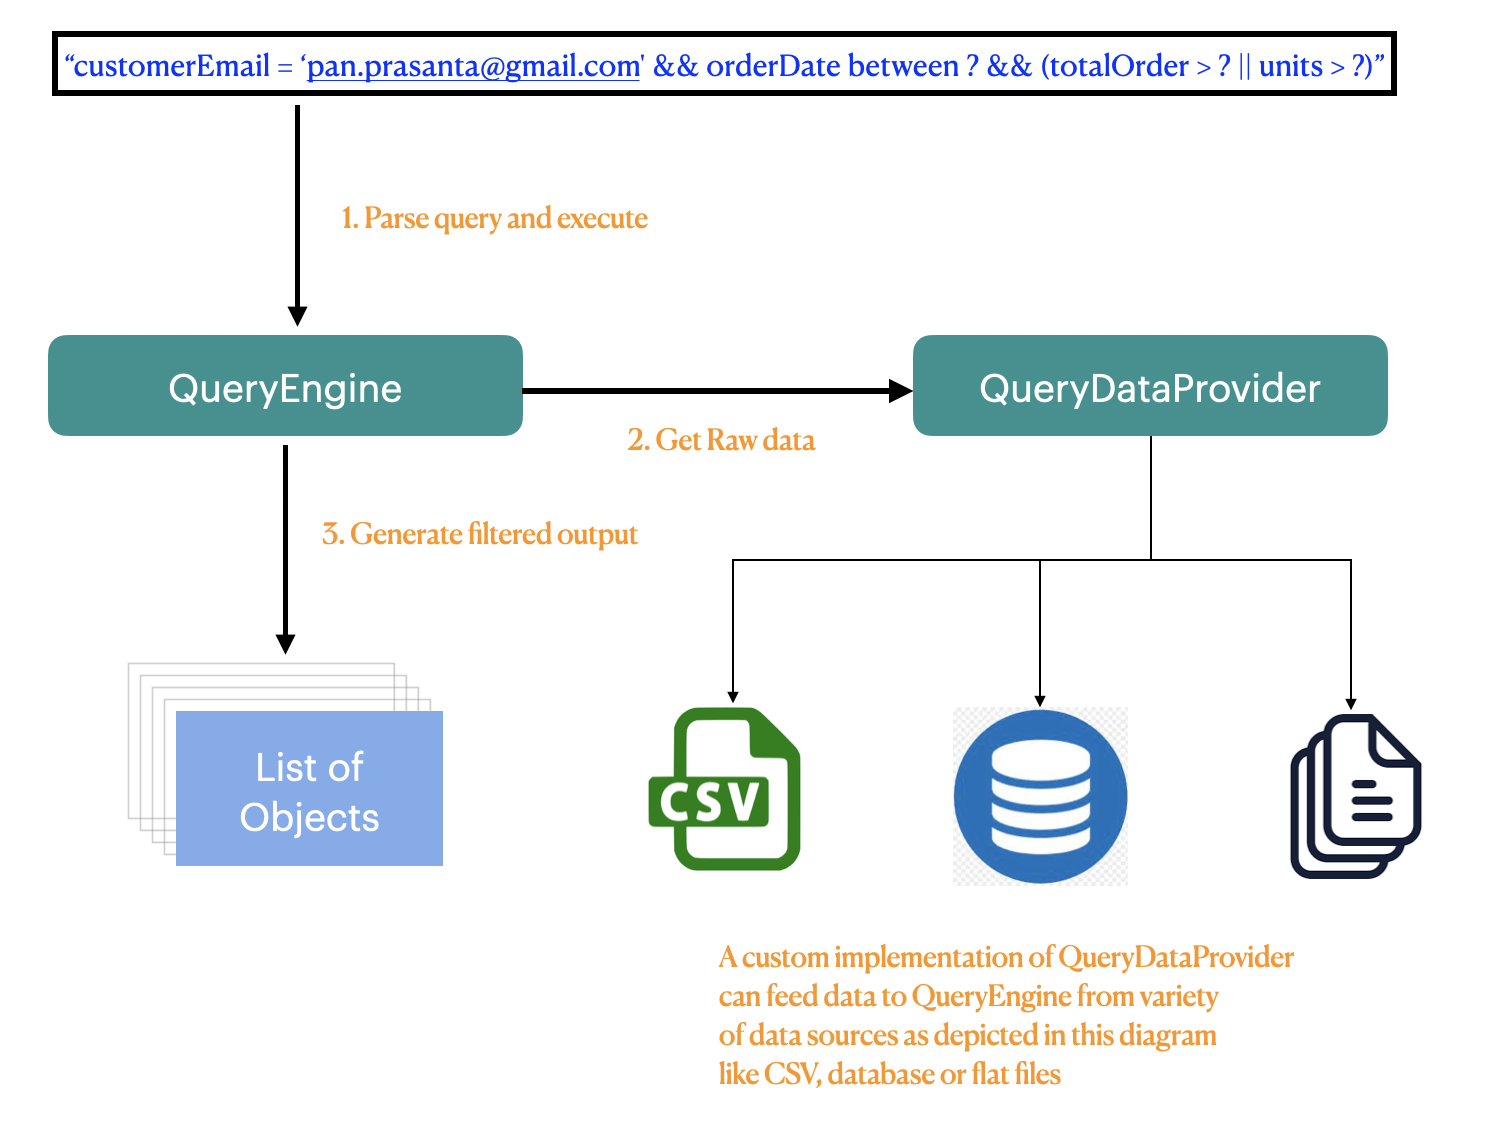 “customerEmail = ‘pan.prasanta@gmail.com' && orderDate between ? && (totalOrder > ? || units > ?)”
1. Parse query and execute
QueryEngine
QueryDataProvider
2. Get Raw data
3. Generate filtered output
List of
Objects
CSV
A custom implementation of QueryDataProvider
can feed data to QueryEngine from variety
of data sources as depicted in this diagram
like CSV, database or flat files